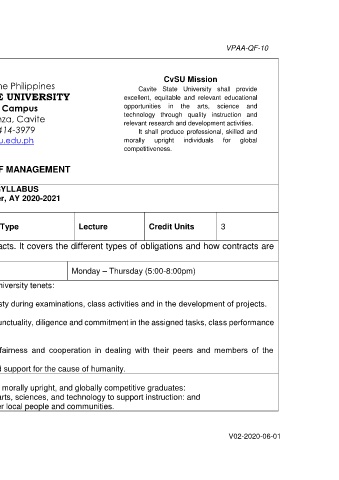 VPAA-QF-10
he Philippines
E UNIVERSITY
Campus
nza, Cavite
414-3979
u.edu.ph
CvSU Mission
Cavite State University shall provide
excellent, equitable and relevant educational
opportunities in the arts, science and
technology through quality instruction and
relevant research and development activities.
It shall produce professional, skilled and
morally upright individuals for global
competitiveness.
F MANAGEMENT
SYLLABUS
er, AY 2020-2021
Type Lecture Credit Units 3
acts. It covers the different types of obligations and how contracts are
Monday – Thursday (5:00-8:00pm)
niversity tenets:
sty during examinations, class activities and in the development of projects.
unctuality, diligence and commitment in the assigned tasks, class performance
fairness and cooperation in dealing with their peers and members of the
d support for the cause of humanity.
morally upright, and globally competitive graduates:
arts, sciences, and technology to support instruction: and
er local people and communities.
V02-2020-06-01